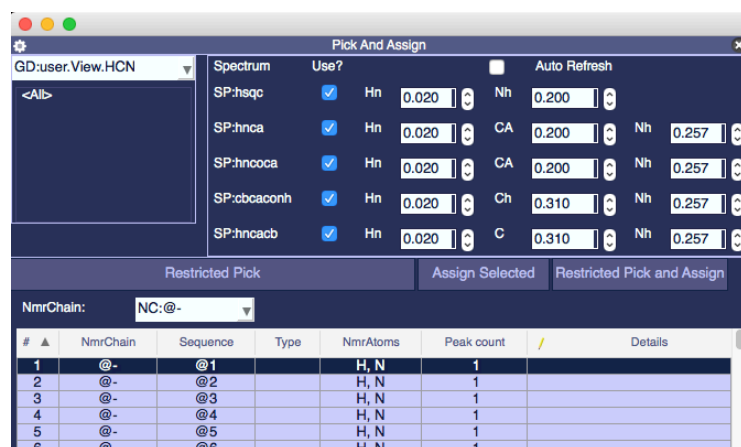 Pick And Assign
GD:user.View.HCN Spectrum Use? Auto Refresh
<All> SP:hsqc Hn 0.020 Nh 0.200
SP:hnca Hn 0.020 CA 0.200 Nh 0.257
SP:hncoca Hn 0.020 CA 0.200 Nh 0.257
SP:cbcaconh Hn 0.020 Ch 0.310 Nh 0.257
SP:hncacb Hn 0.020 C 0.310 Nh 0.257
Restricted Pick Assign Selected Restricted Pick and Assign
NmrChain: NC:@-
# NmrChain Sequence Type NmrAtoms Peak count Details
1 @- @1 H, N 1
2 @- @2 H, N 1
3 @- @3 H, N 1
4 @- @4 H, N 1
5 @- @5 H, N 1